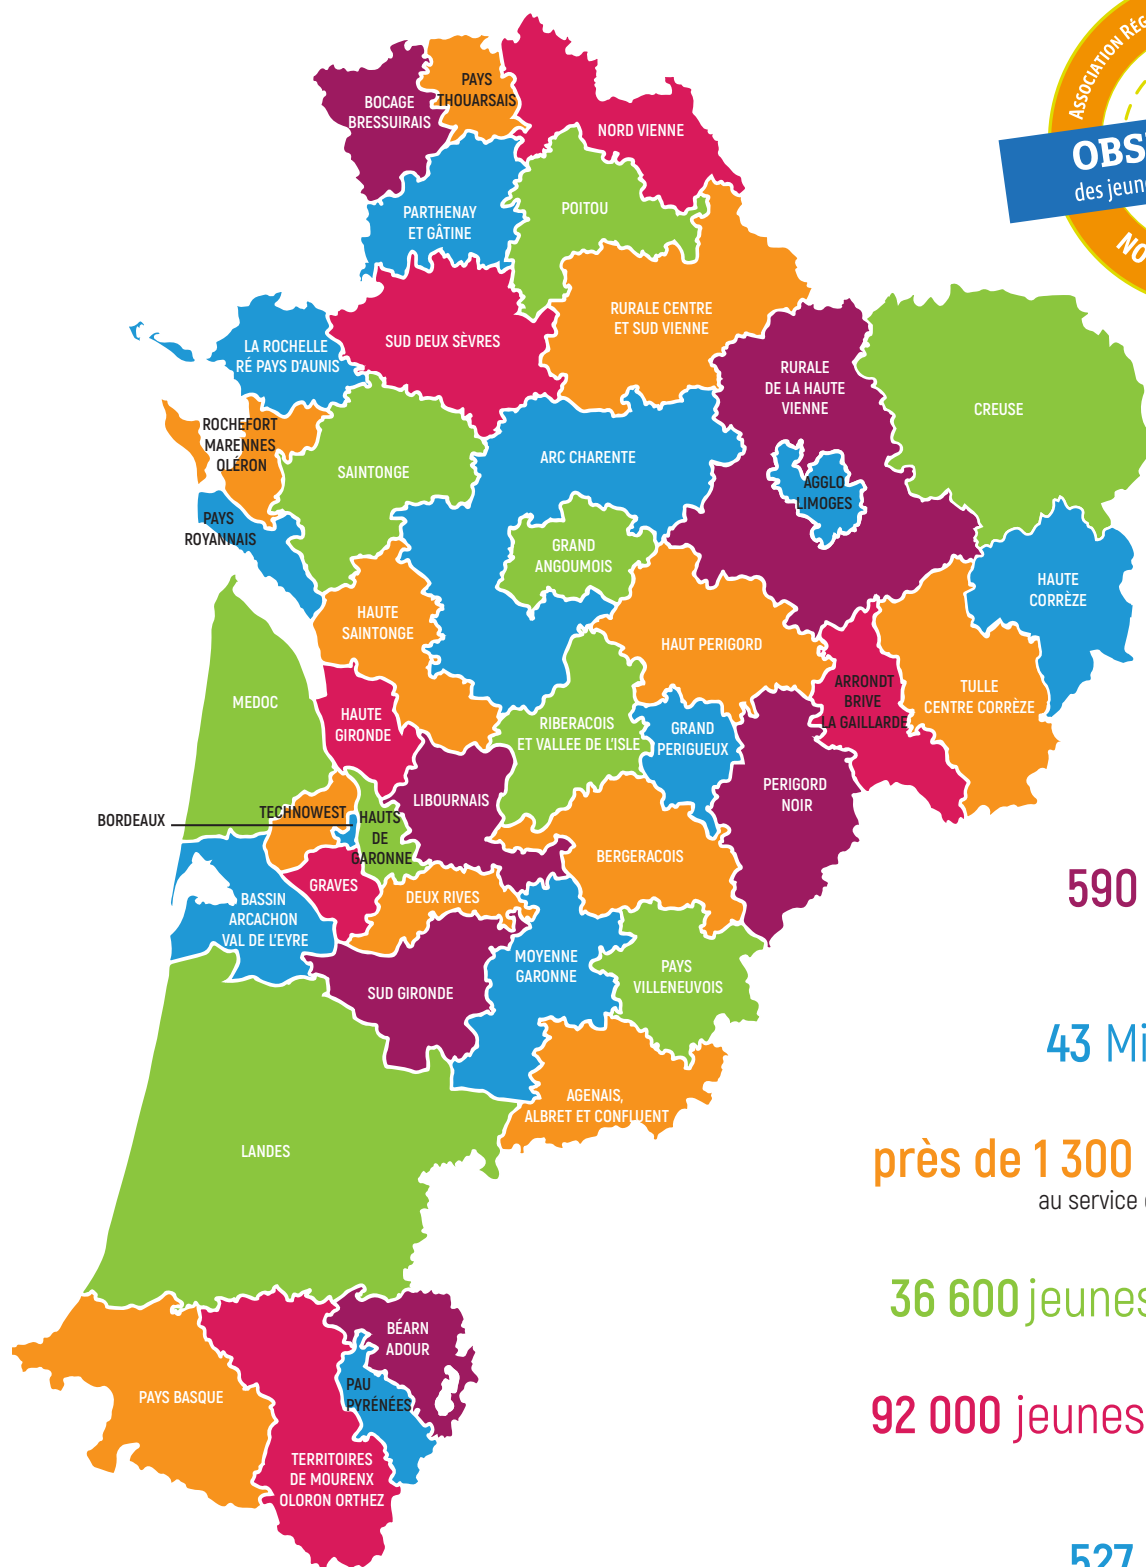 ASSOCIATION RÉG
OBS
des jeun
NO
PAYS
THOUARSAIS
BOCAGE
BRESSUIRAIS
NORD VIENNE
PARTHENAY
ET GÂTINE
POITOU
RURALE CENTRE
ET SUD VIENNE
SUD DEUX SÈVRES
LA ROCHELLE
RÉ PAYS D'AUNIS
RURALE
DE LA HAUTE
VIENNE
CREUSE
ROCHEFORT
MARENNES
OLÉRON
SAINTONGE
ARC CHARENTE
AGGLO
LIMOGES
PAYS
ROYANNAIS
GRAND
ANGOUMOIS
HAUTE
CORRÈZE
HAUTE
SAINTONGE
HAUT PERIGORD
MEDOC
HAUTE
GIRONDE
RIBERACOIS
ET VALLEE DE L'ISLE
GRAND
PERIGUEUX
ARRONDT
BRIVE
LA GAILLARDE
TULLE
CENTRE CORRÈZE
PERIGORD
NOIR
LIBOURNAIS
BORDEAUX
TECHNOWEST
HAUTS
DE
GARONNE
BERGERACOIS
GRAVES
DEUX RIVES
BASSIN
ARCACHON
VAL DE L'EYRE
590
MOYENNE
GARONNE
PAYS
VILLENEUVOIS
SUD GIRONDE
43 Mi
AGENAIS,
ALBRET ET CONFLUENT
LANDES
près de 1 300
au service
36 600 jeunes
BÉARN
ADOUR
PAYS BASQUE
PAU
PYRÉNÉES
92 000 jeunes
TERRITOIRES
DE MOURENX
OLORON ORTHEZ
527